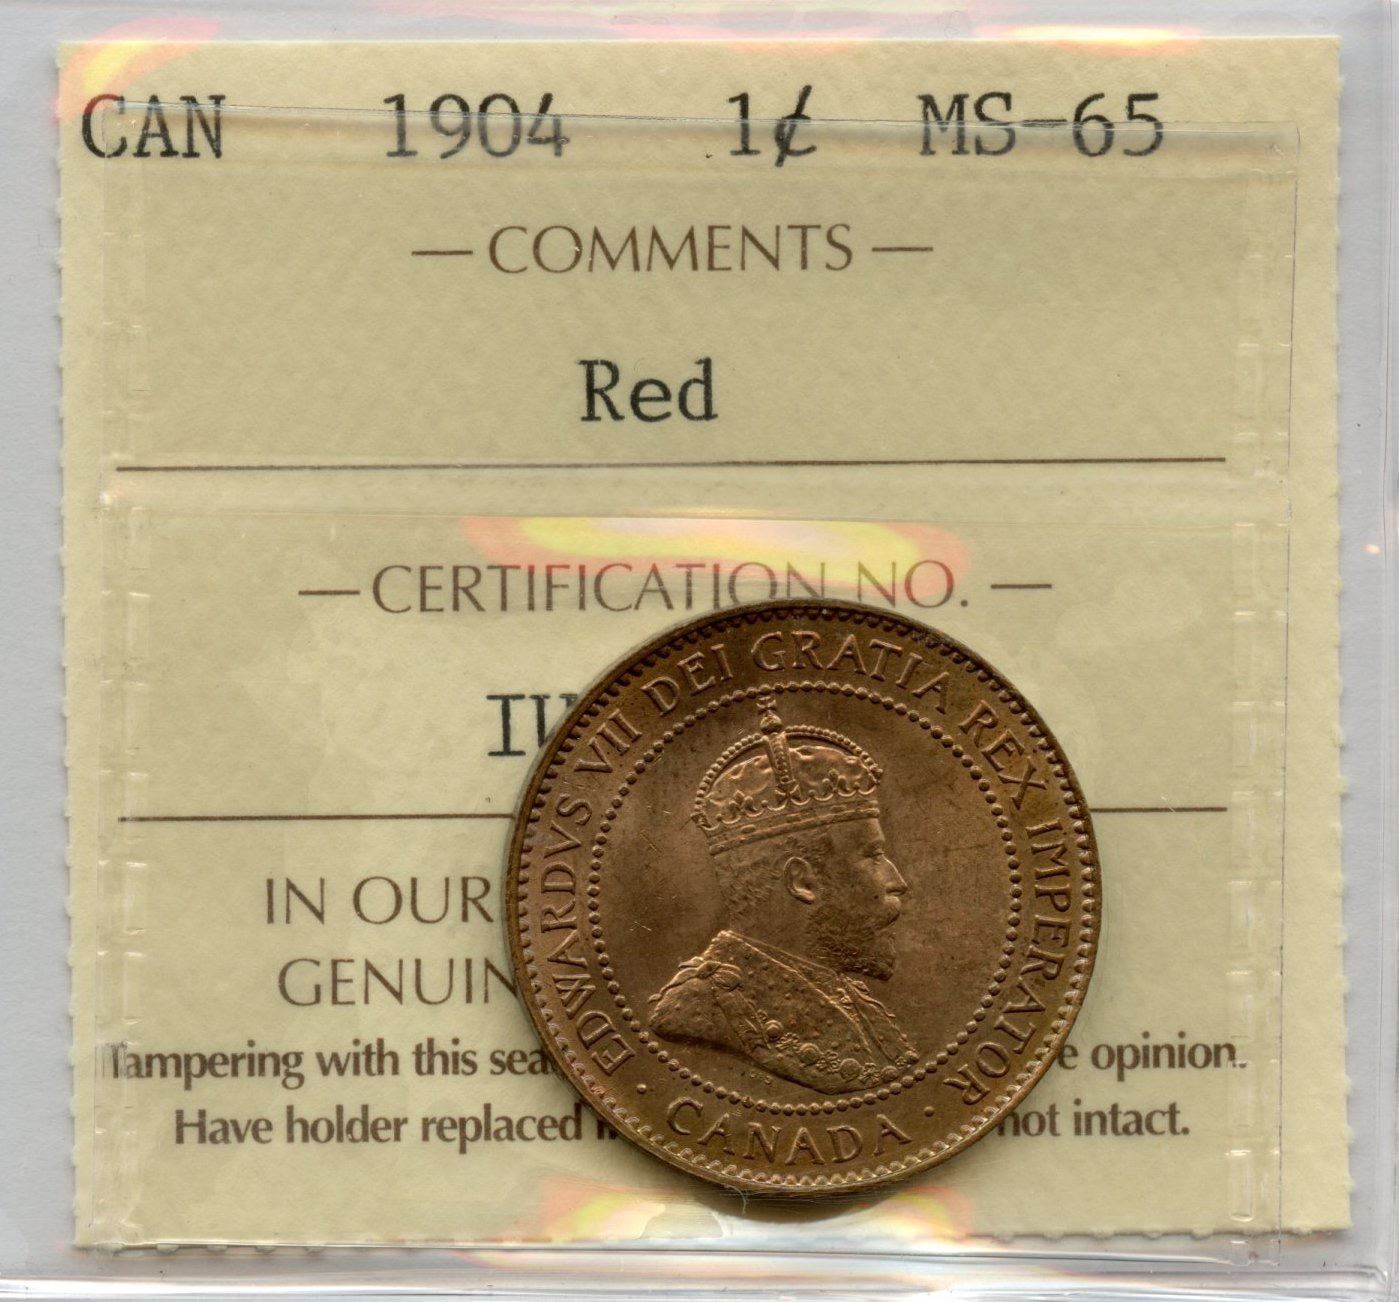 CAN 1904 1¢ MS-65
— COMMENTS —
Red
— CERTIFICATION NO. —
IN OUR
GENUIN
Tampering with this sea e opinion.
Have holder replaced not intact.
EDWARDVS VII DEI GRATIA REX IMPERATOR
· CANADA ·